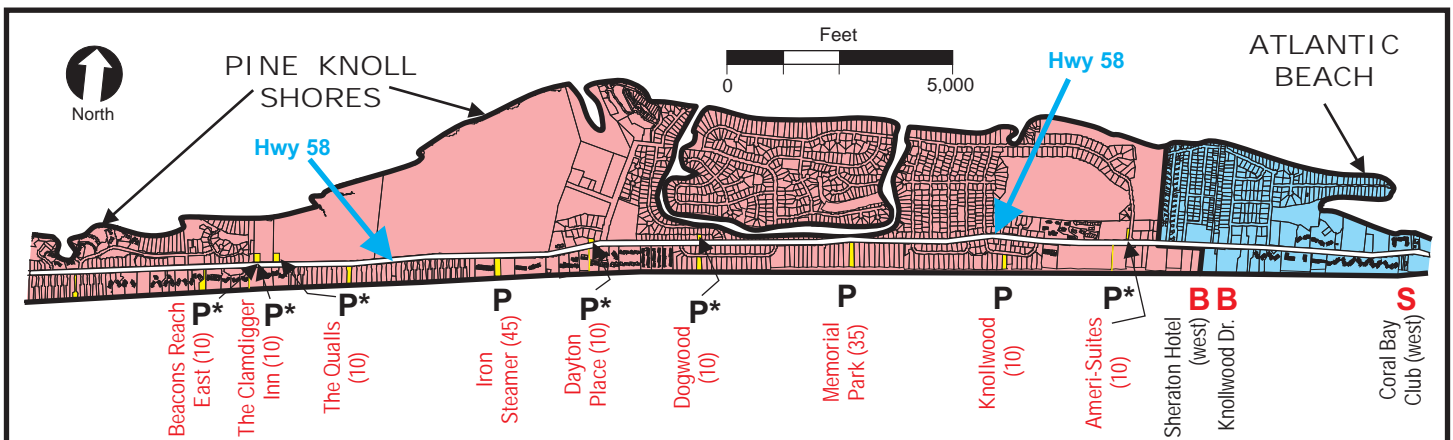 North
PINE KNOLL
SHORES
Hwy 58
Feet
0
5,000
Hwy 58
ATLANTIC
BEACH
P*
P*
P*
P
P*
P*
P
P
P*
B
B
S
Beacons Reach
East (10)
The Clamdigger
Inn (10)
The Qualls
(10)
Iron
Steamer (45)
Dayton
Place (10)
Dogwood
(10)
Memorial
Park (35)
Knollwood
(10)
Ameri-Suites
(10)
Sheraton Hotel
(west)
Knollwood Dr.
Coral Bay
Club (west)